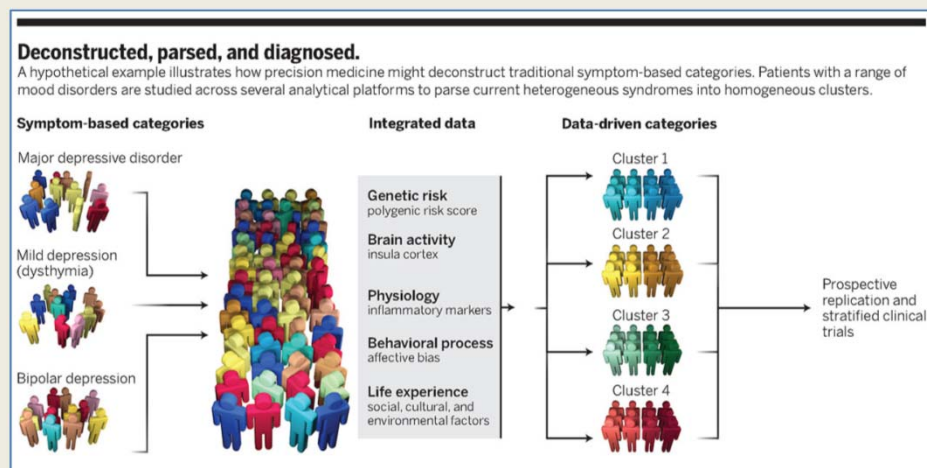 Deconstructed, parsed, and diagnosed.
A hypothetical example illustrates how precision medicine might deconstruct traditional symptom-based categories. Patients with a range of
mood disorders are studied across several analytical platforms to parse current heterogeneous syndromes into homogeneous clusters.
Symptom-based categories
Major depressive disorder
Mild depression
(dysthymia)
Bipolar depression
Integrated data
Genetic risk
polygenic risk score
Brain activity
insula cortex
Physiology
inflammatory markers
Behavioral process
affective bias
Life experience
social, cultural, and
environmental factors
Data-driven categories
Cluster 1
Cluster 2
Cluster 3
Cluster 4
Prospective
replication and
stratified clinical
trials